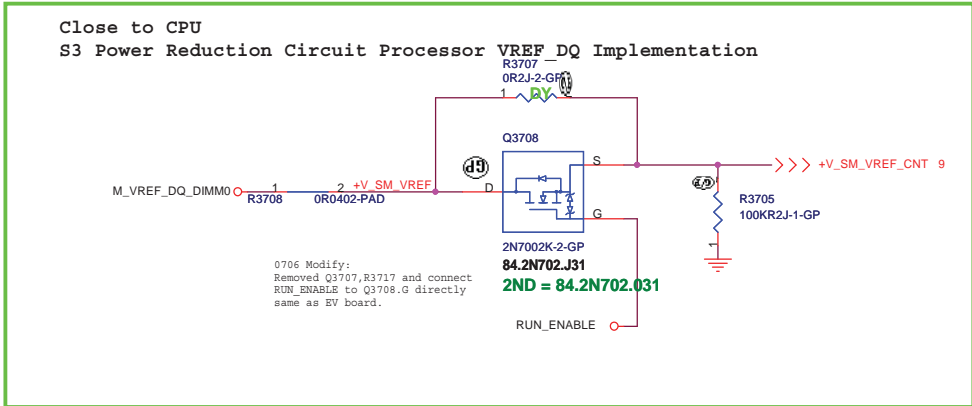 Close to CPU
S3 Power Reduction Circuit Processor VREF_DQ Implementation
R3707
0R2J-2-GP
1
DY
2
Q3708
GP
S
+V_SM_VREF_CNT 9
M_VREF_DQ_DIMM0
1
2
+V_SM_VREF
D
R3708
0R0402-PAD
G
R3705
100KR2J-1-GP
1
2N7002K-2-GP
84.2N702.J31
2ND = 84.2N702.031
0706 Modify:
Removed Q3707,R3717 and connect
RUN_ENABLE to Q3708.G directly
same as EV board.
RUN_ENABLE